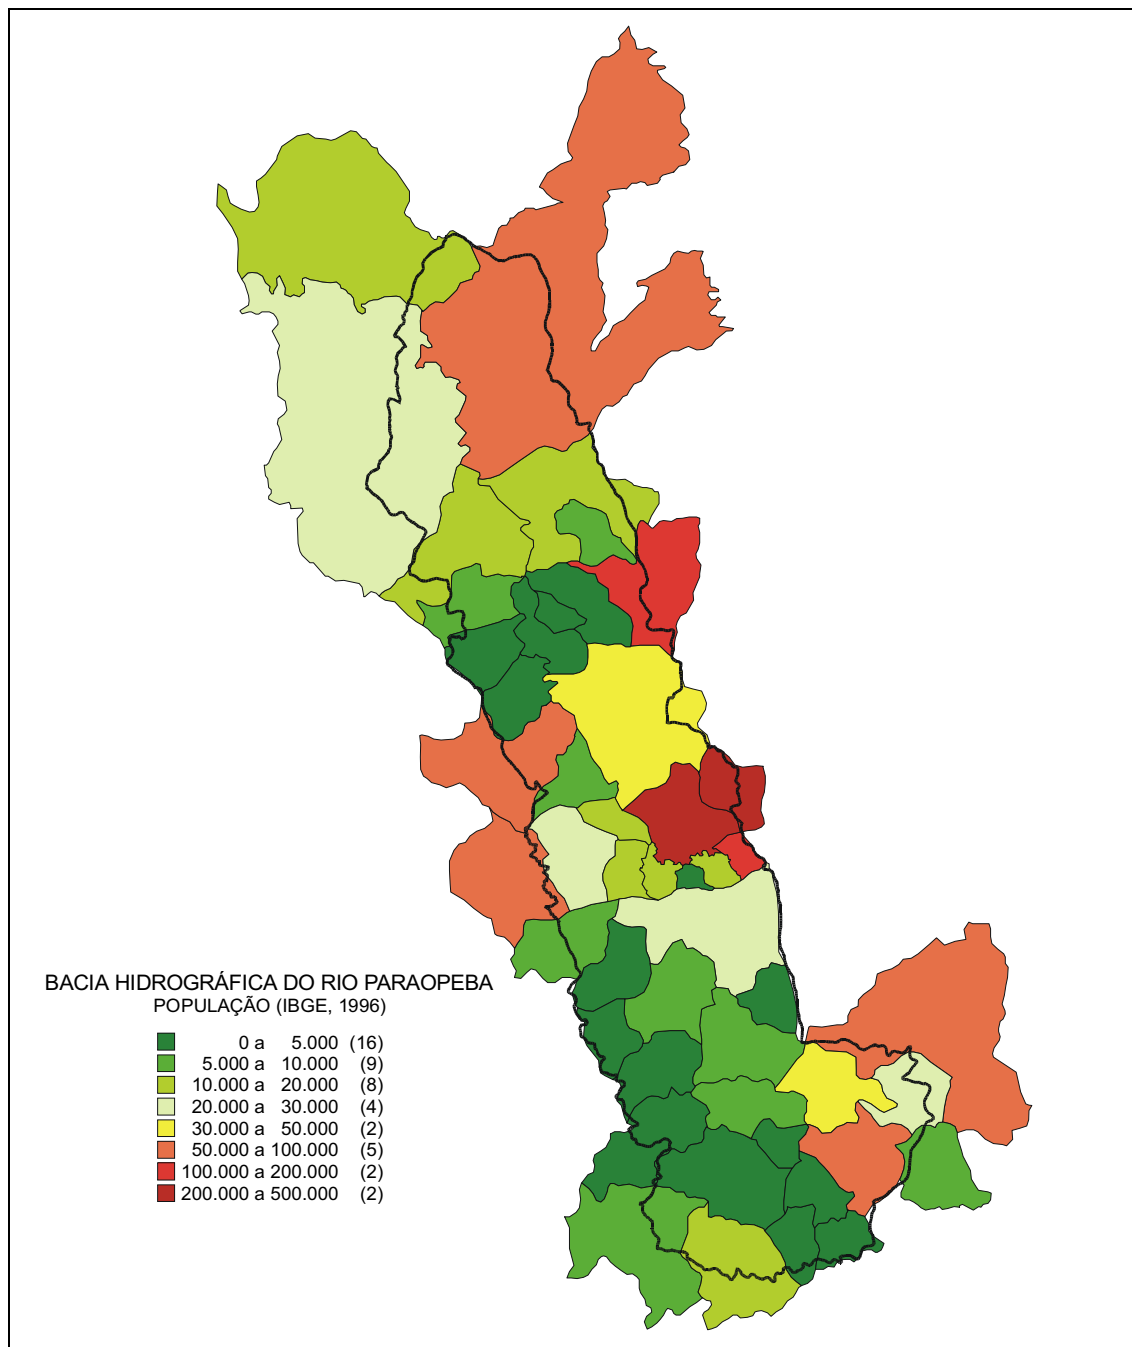 BACIA HIDROGRÁFICA DO RIO PARAOPEBA
POPULAÇÃO (IBGE, 1996)
0 a 5.000 (16)
5.000 a 10.000 (9)
10.000 a 20.000 (8)
20.000 a 30.000 (4)
30.000 a 50.000 (2)
50.000 a 100.000 (5)
100.000 a 200.000 (2)
200.000 a 500.000 (2)